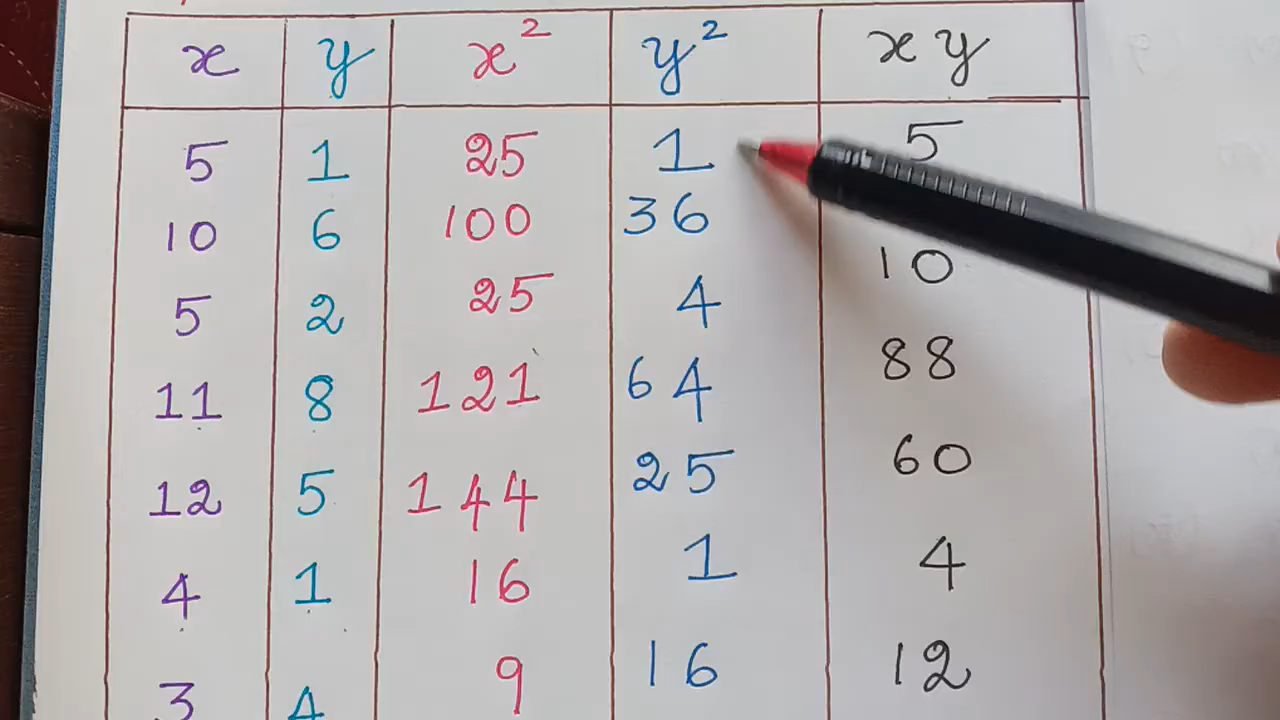 x y x² y² xy
5 1 25 1 5
10 6 100 36
5 2 25 4 10
11 8 121 64 88
12 5 144 25 60
4 1 16 1 4
3 4 9 16 12